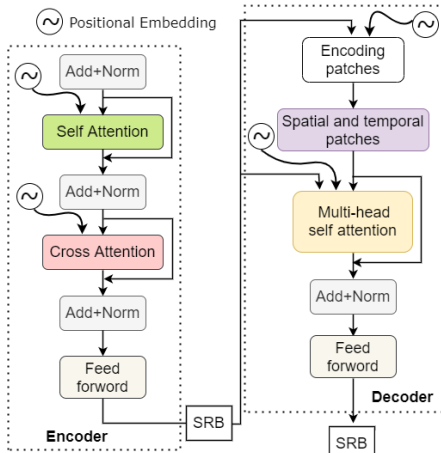 Positional Embedding
Add+Norm
Self Attention
Add+Norm
Cross Attention
Add+Norm
Feed
forword
Encoder
SRB
Encoding
patches
Spatial and temporal
patches
Multi-head
self attention
Add+Norm
Feed
forword
Decoder
SRB